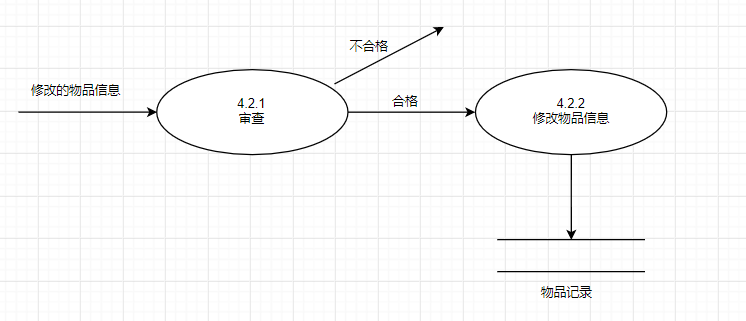 不合格
修改的物品信息
4.2.1
审查
合格
4.2.2
修改物品信息
物品记录